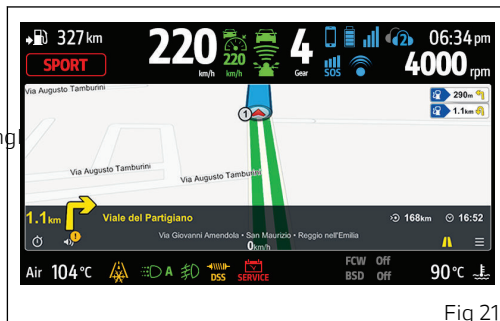 327 km
220
km/h
220
km/h
4
Gear
SOS
2
06:34 pm
4000 rpm
SPORT
Via Augusto Tamburini
290m
1.1km
1
Via Augusto Tamburini
Via Augusto Tamburini
1.1km
Viale del Partigiano
168km
16:52
Via Giovanni Amendola • San Maurizio • Reggio nell'Emilia
0km/h
Air 104 °C
A
DSS
SERVICE
FCW Off
BSD Off
90 °C
Fig 21